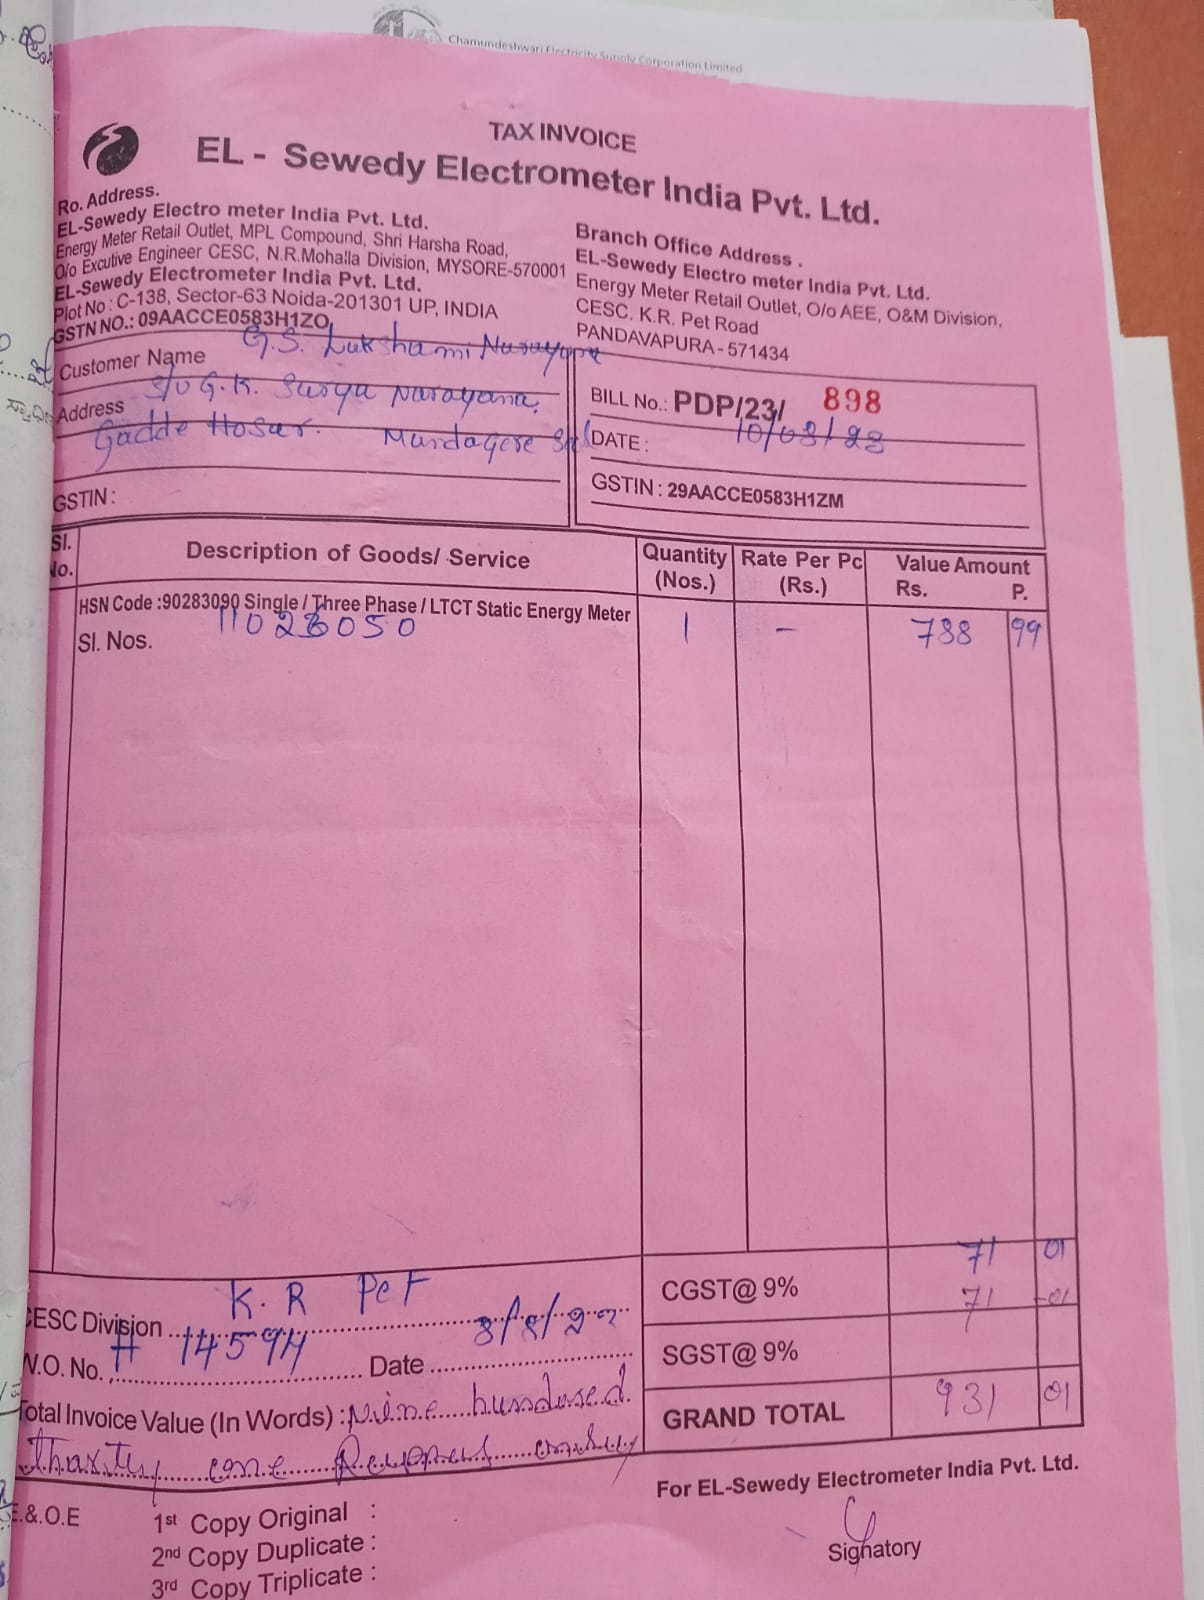 Chamundeshwari Electricity Supply Corporation Limited
TAX INVOICE
EL - Sewedy Electrometer India Pvt. Ltd.
Ro. Address.
EL-Sewedy Electro meter India Pvt. Ltd.
Energy Meter Retail Outlet, MPL Compound, Shri Harsha Road,
O/o Excutive Engineer CESC, N.R.Mohalla Division, MYSORE-570001
EL-Sewedy Electrometer India Pvt. Ltd.
Plot No : C-138, Sector-63 Noida-201301 UP, INDIA
GSTN NO.: 09AACCE0583H1ZO
Branch Office Address .
EL-Sewedy Electro meter India Pvt. Ltd.
Energy Meter Retail Outlet, O/o AEE, O&M Division,
CESC. K.R. Pet Road
PANDAVAPURA - 571434
Customer Name G.S. Lukshami Narayana
Address S/o G.K. Surya Narayana,
Gadde Hosur. Mandagere
GSTIN :
BILL No.: PDP/23/ 898
DATE : 10/03/23
GSTIN : 29AACCE0583H1ZM
Sl. No. Description of Goods/ Service Quantity (Nos.) Rate Per Pc (Rs.) Value Amount Rs. P.
HSN Code :90283090 Single / Three Phase / LTCT Static Energy Meter
Sl. Nos. 11023050 1 - 788 99
CGST@ 9% 71 01
SGST@ 9% 71 01
GRAND TOTAL 931 01
CESC Division K. R Pet
W.O. No. # 14594 Date
Total Invoice Value (In Words) : Nine hundared
tharity one Reupees only
For EL-Sewedy Electrometer India Pvt. Ltd.
Signatory
E.&.O.E
1st Copy Original :
2nd Copy Duplicate :
3rd Copy Triplicate :